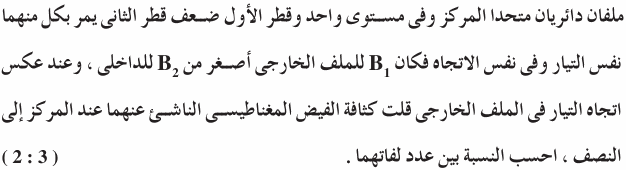 ملفان دائريان متحدا المركز وفى مستوى واحد وقطر الأول ضعف قطر الثانى يمر بكل منهما
نفس التيار وفى نفس الاتجاه فكان B1 للملف الخارجى أصغر من B2 للداخلى ، وعند عكس
اتجاه التيار فى الملف الخارجى قلت كثافة الفيض المغناطيسى الناشئ عنهما عند المركز إلى
النصف ، احسب النسبة بين عدد لفاتهما . ( 2 : 3 )